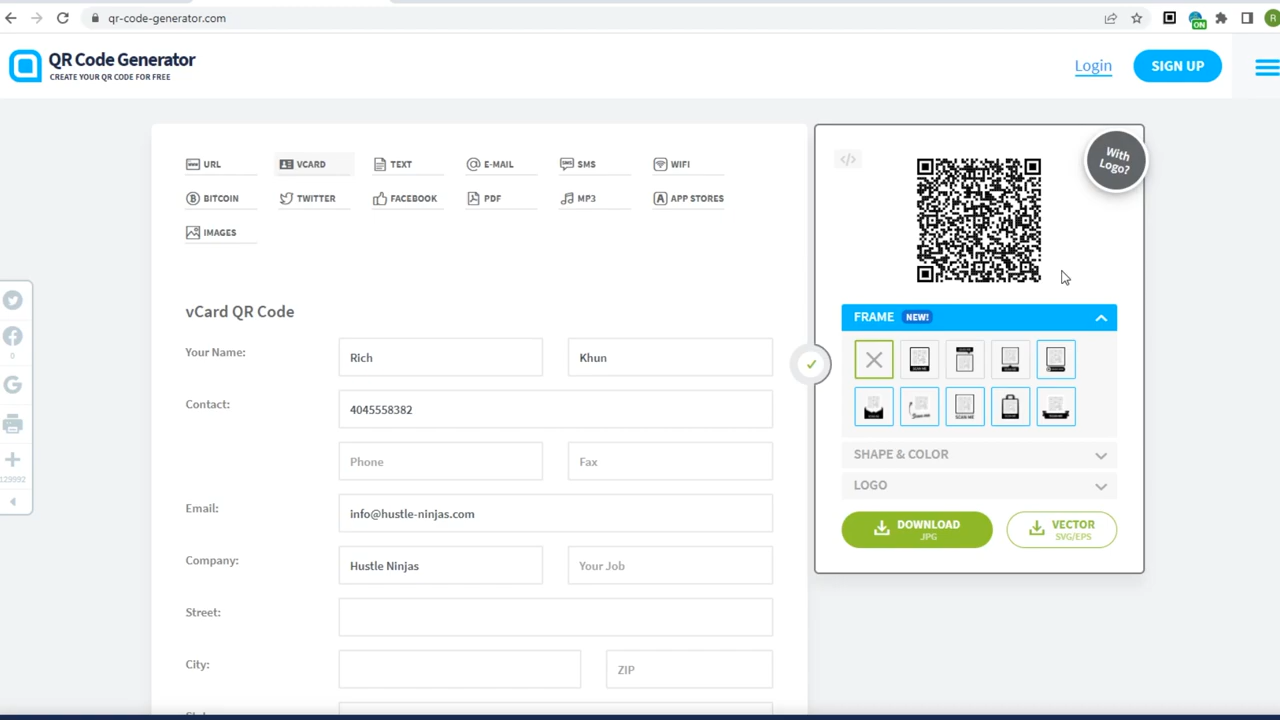 qr-code-generator.com
ON
R
QR Code Generator
CREATE YOUR QR CODE FOR FREE
Login
SIGN UP
URL
VCARD
TEXT
E-MAIL
SMS
WIFI
BITCOIN
TWITTER
FACEBOOK
PDF
MP3
APP STORES
IMAGES
With Logo?
vCard QR Code
Your Name:
Rich
Khun
Contact:
4045558382
Phone
Fax
Email:
info@hustle-ninjas.com
Company:
Hustle Ninjas
Your Job
Street:
City:
ZIP
0
129992
FRAME NEW!
SHAPE & COLOR
LOGO
DOWNLOAD
JPG
VECTOR
SVG/EPS